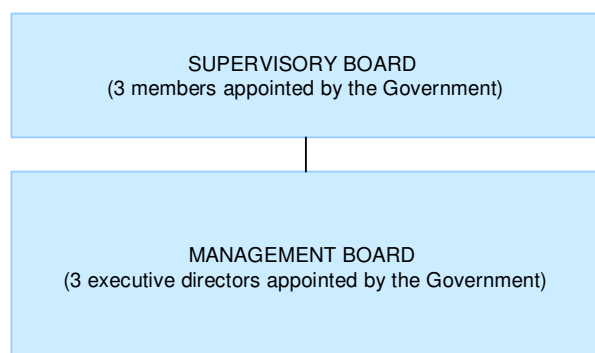 SUPERVISORY BOARD
(3 members appointed by the Government)
MANAGEMENT BOARD
(3 executive directors appointed by the Government)